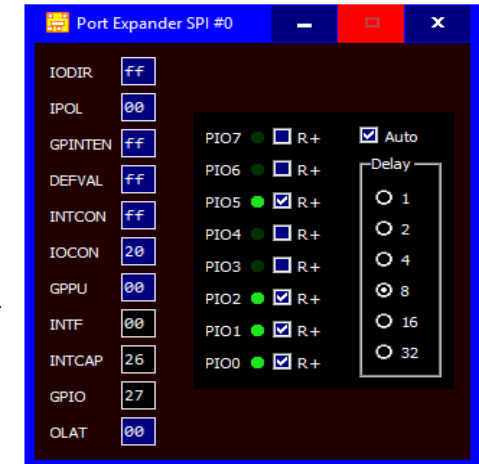 Port Expander SPI #0
IODIR ff
IPOL 00
GPINTEN ff
DEFVAL ff
INTCON ff
IOCON 20
GPPU 00
INTF 00
INTCAP 26
GPIO 27
OLAT 00
PIO7 R+
PIO6 R+
PIO5 R+
PIO4 R+
PIO3 R+
PIO2 R+
PIO1 R+
PIO0 R+
Auto
Delay
1
2
4
8
16
32